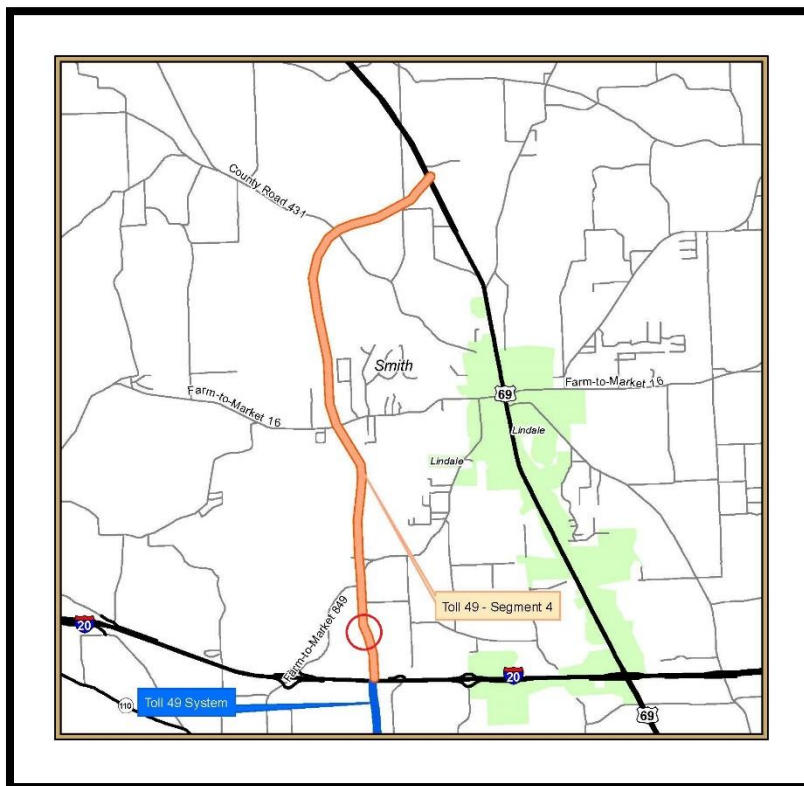 County Road 431
Smith
Farm-to-Market 16
69
Farm-to-Market 16
Lindale
Lindale
Toll 49 - Segment 4
Farm-to-Market 849
20
20
110
Toll 49 System
69